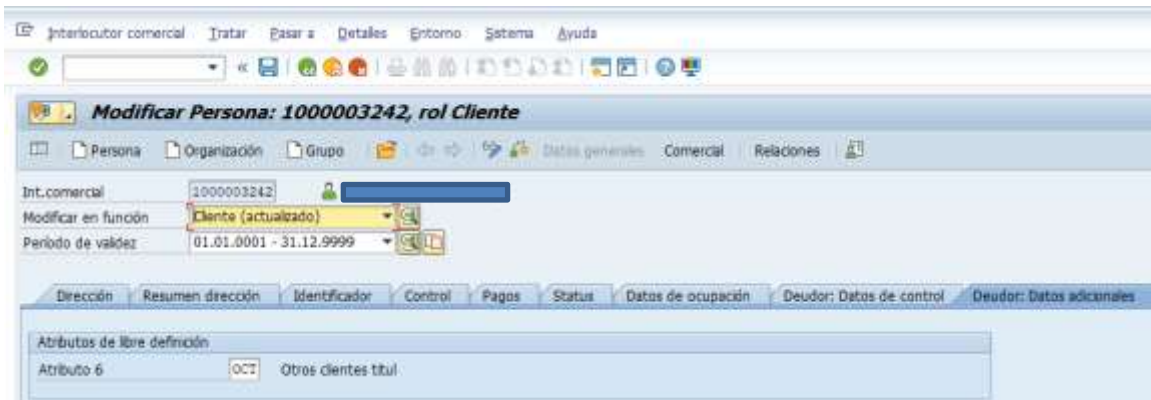 Interlocutor comercial Tratar Pasar a Detalles Entorno Sistema Ayuda
Modificar Persona: 1000003242, rol Cliente
Persona Organización Grupo Datos generales Comercial Relaciones
Int.comercial 1000003242
Modificar en función Cliente (actualizado)
Período de validez 01.01.0001 - 31.12.9999
Dirección Resumen dirección Identificador Control Pagos Status Datos de ocupación Deudor: Datos de control Deudor: Datos adicionales
Atributos de libre definición
Atributo 6 OCT Otros clientes titul